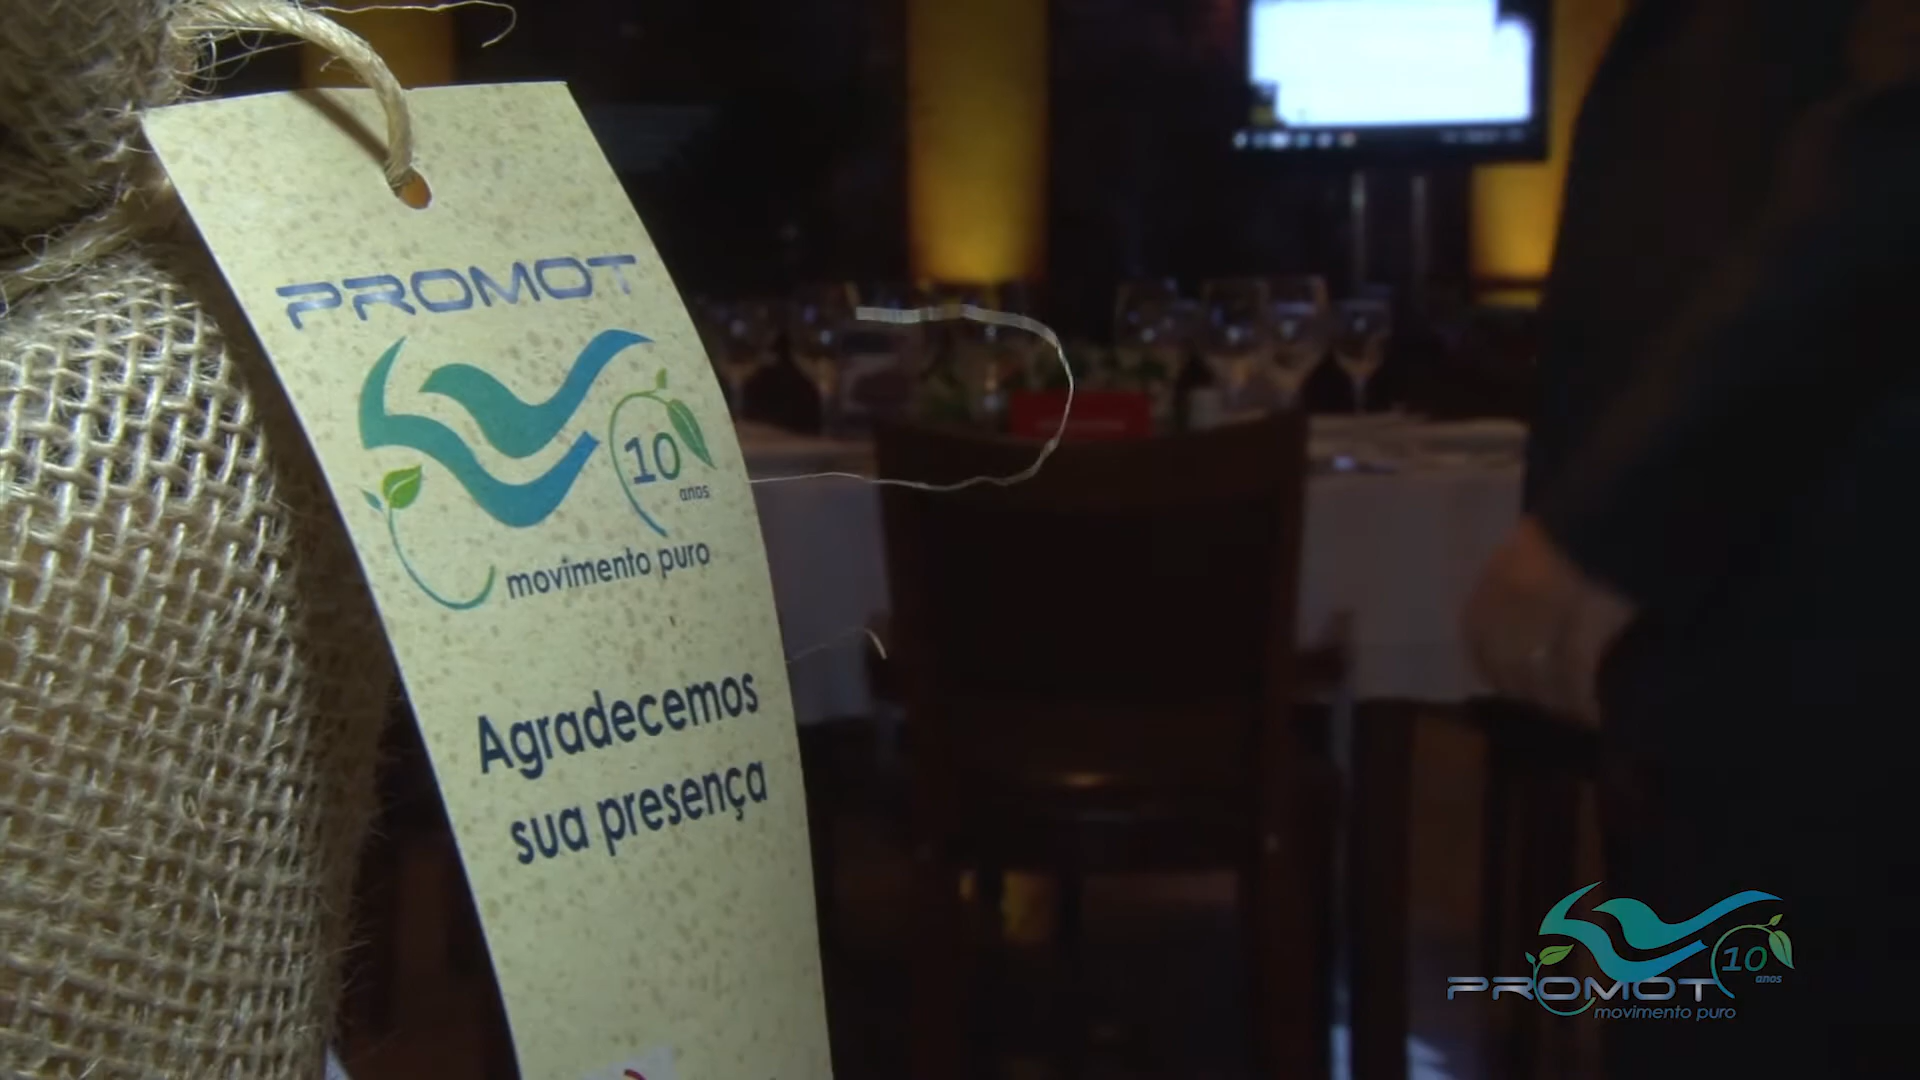 PROMOT
10
anos
movimento puro
Agradecemos
sua presença
10
anos
PROMOT
movimento puro